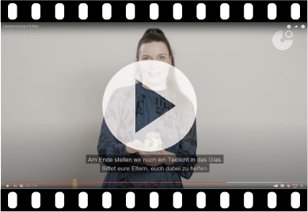 Am Ende stellen wir noch ein Teelicht in das Glas.
Bittet eure Eltern, euch dabei zu helfen.